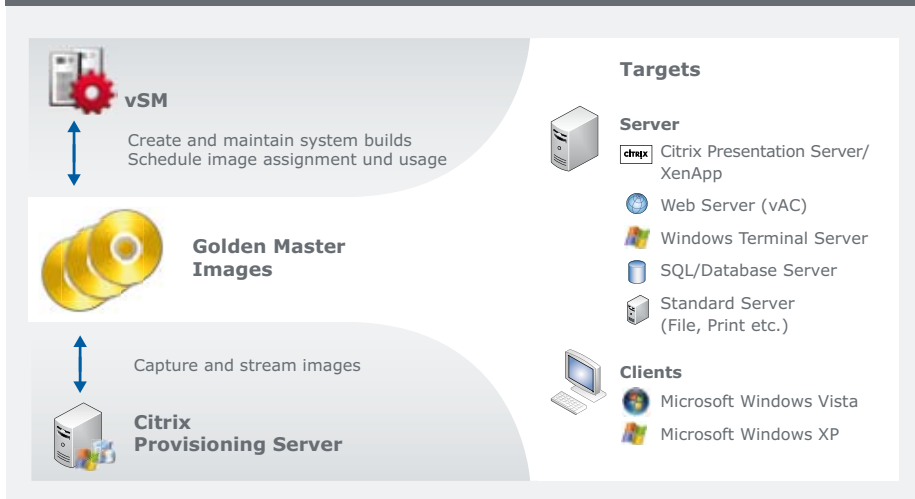 vSM
Create and maintain system builds
Schedule image assignment und usage
Golden Master
Images
Capture and stream images
Citrix
Provisioning Server
Targets
Server
CITRIX
Citrix Presentation Server/
XenApp
Web Server (vAC)
Windows Terminal Server
SQL/Database Server
Standard Server
(File, Print etc.)
Clients
Microsoft Windows Vista
Microsoft Windows XP